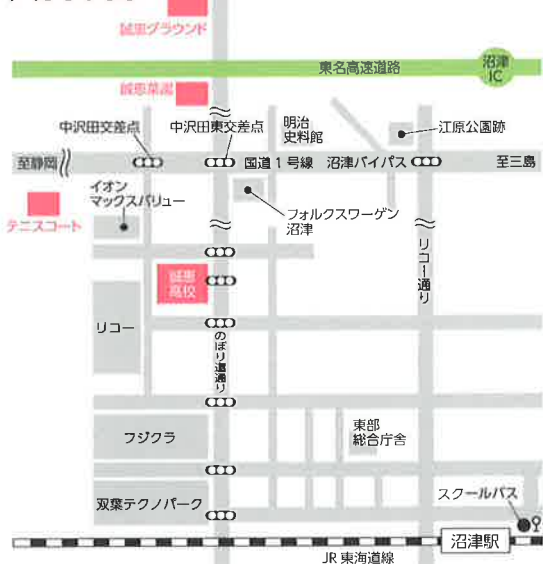 誠恵グラウンド
東名高速道路
沼津
IC
誠恵菜園
中沢田交差点
中沢田東交差点
明治
史料館
江原公園跡
至静岡
国道1号線
沼津バイパス
至三島
イオン
マックスバリュー
テニスコート
フォルクスワーゲン
沼津
リコー通り
誠恵
高校
リコー
のぼり道通り
フジクラ
東部
総合庁舎
双葉テクノパーク
スクールバス
沼津駅
JR東海道線